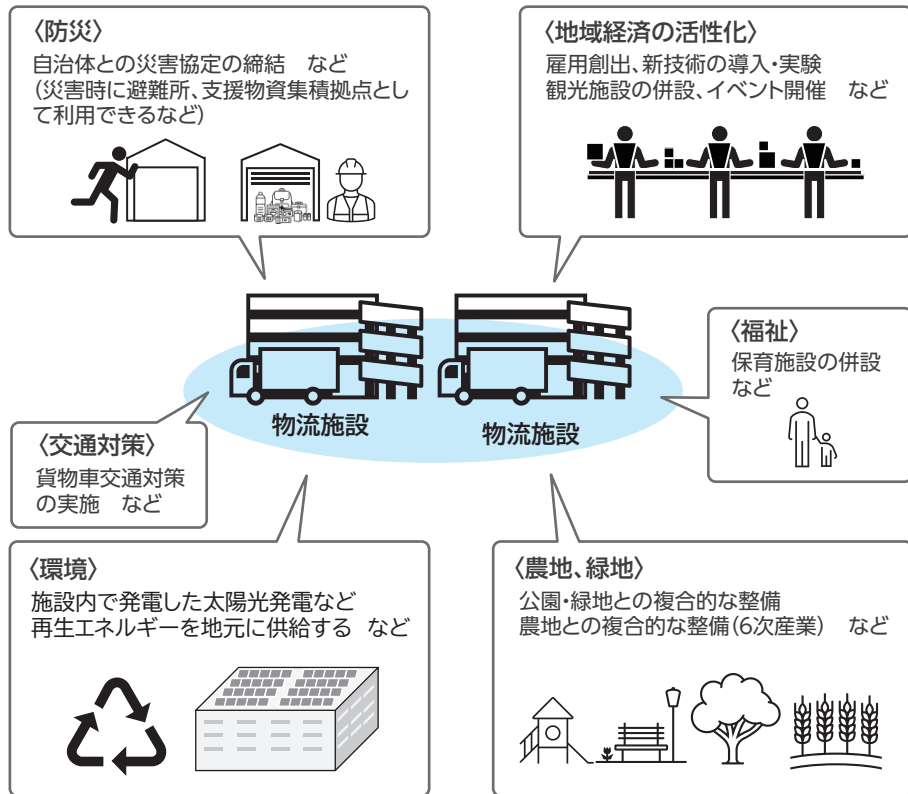 〈防災〉
自治体との災害協定の締結　など
(災害時に避難所、支援物資集積拠点とし
て利用できるなど)
〈地域経済の活性化〉
雇用創出、新技術の導入・実験
観光施設の併設、イベント開催　など
〈福祉〉
保育施設の併設
など
物流施設
物流施設
〈交通対策〉
貨物車交通対策
の実施　など
〈環境〉
施設内で発電した太陽光発電など
再生エネルギーを地元に供給する　など
〈農地、緑地〉
公園・緑地との複合的な整備
農地との複合的な整備(6次産業)　など